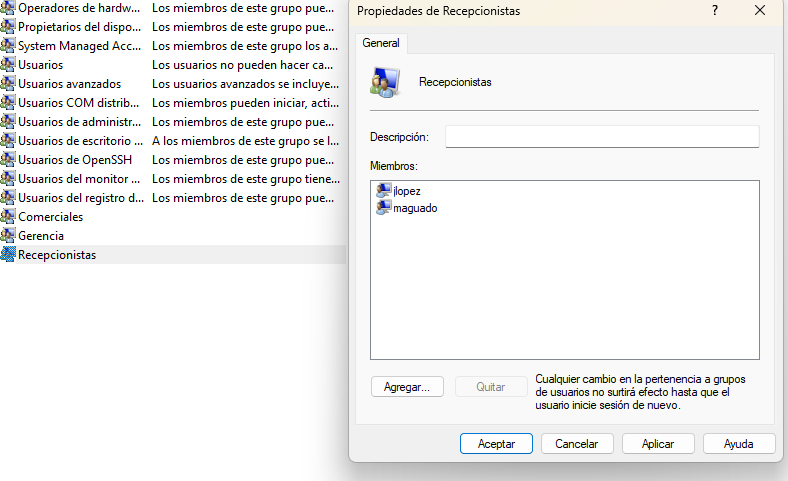 Operadores de hardw... Los miembros de este grupo pue...
Propietarios del dispo... Los miembros de este grupo pue...
System Managed Acc... Los miembros de este grupo los a...
Usuarios Los usuarios no pueden hacer ca...
Usuarios avanzados Los usuarios avanzados se incluye...
Usuarios COM distrib... Los miembros pueden iniciar, acti...
Usuarios de administr... Los miembros de este grupo pue...
Usuarios de escritorio ... A los miembros de este grupo se l...
Usuarios de OpenSSH Los miembros de este grupo pue...
Usuarios del monitor ... Los miembros de este grupo tiene...
Usuarios del registro d... Los miembros de este grupo pue...
Comerciales
Gerencia
Recepcionistas
Propiedades de Recepcionistas ?
General
Recepcionistas
Descripción:
Miembros:
jlopez
maguado
Agregar... Quitar
Cualquier cambio en la pertenencia a grupos
de usuarios no surtirá efecto hasta que el
usuario inicie sesión de nuevo.
Aceptar Cancelar Aplicar Ayuda